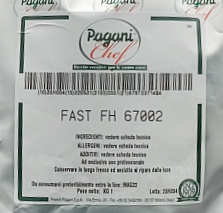 Pagani
Chef
FAST FH 67002
INGREDIENTI: vedere scheda tecnica
ALLERGENI: vedere scheda tecnica
ADDITIVI: vedere scheda tecnica
Ad esclusivo uso professionale
Conservare in luogo fresco ed asciutto al riparo dalla luce
Da consumarsi preferibilmente entro la fine: MAG22
Peso netto: KG 1 Lotto: 20H004